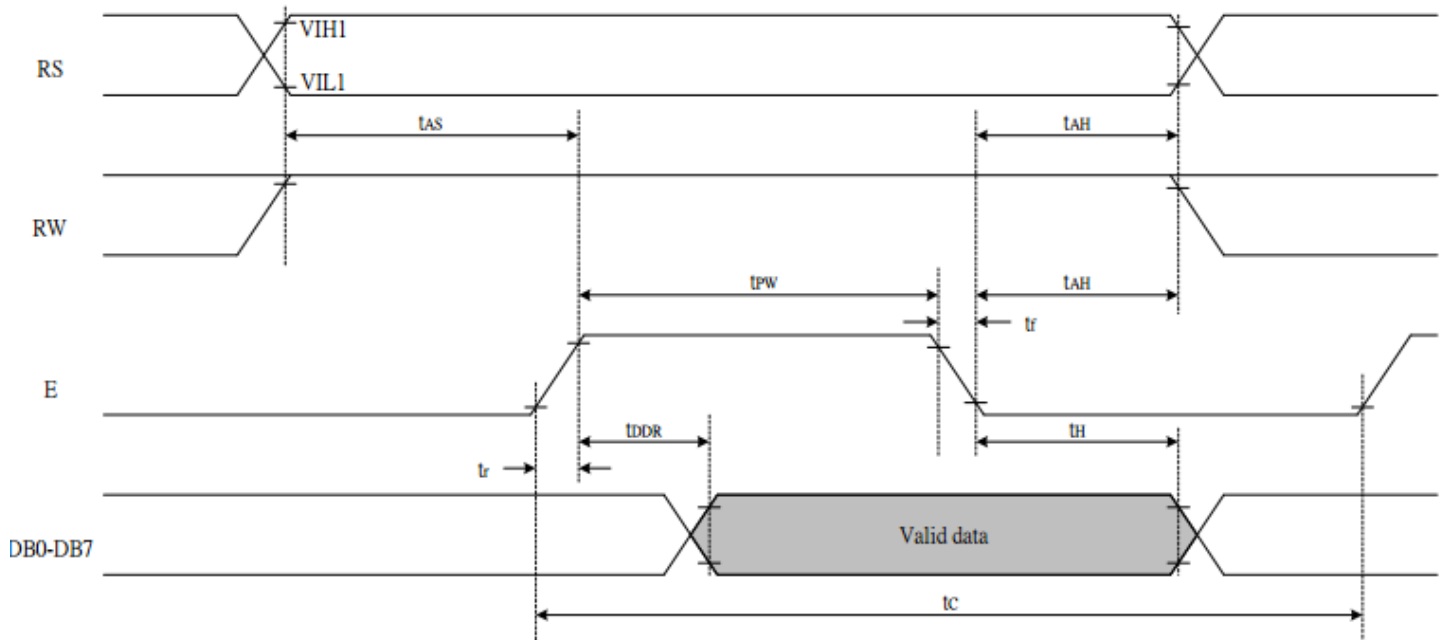 VIH1
RS
VIL1
tAS
tAH
RW
tPW
tAH
tf
E
tDDR
tH
tr
Valid data
DB0-DB7
tC